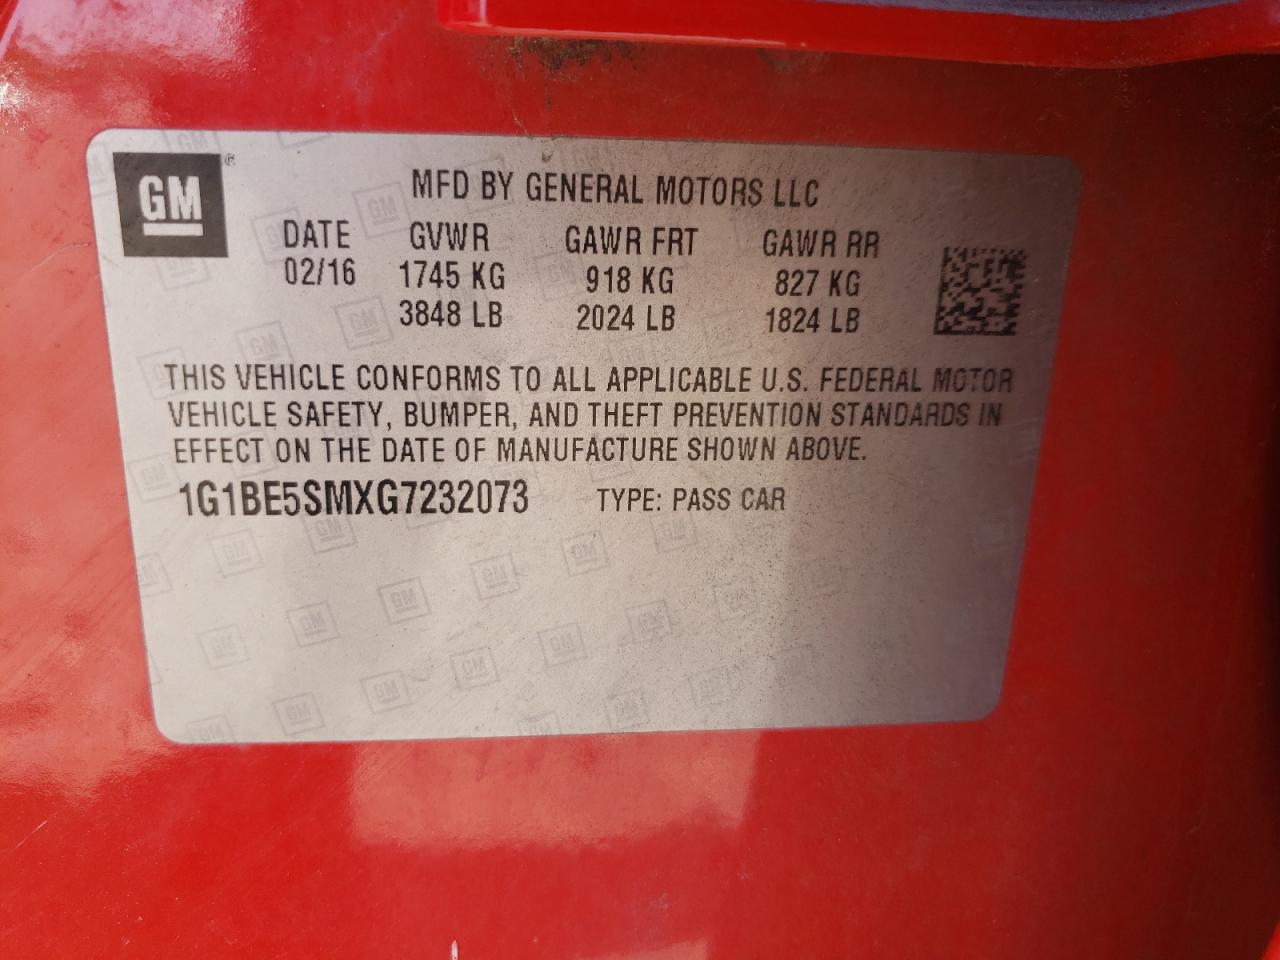 GM ®
MFD BY GENERAL MOTORS LLC
DATE GVWR GAWR FRT GAWR RR
02/16 1745 KG 918 KG 827 KG
3848 LB 2024 LB 1824 LB
THIS VEHICLE CONFORMS TO ALL APPLICABLE U.S. FEDERAL MOTOR
VEHICLE SAFETY, BUMPER, AND THEFT PREVENTION STANDARDS IN
EFFECT ON THE DATE OF MANUFACTURE SHOWN ABOVE.
1G1BE5SMXG7232073 TYPE: PASS CAR